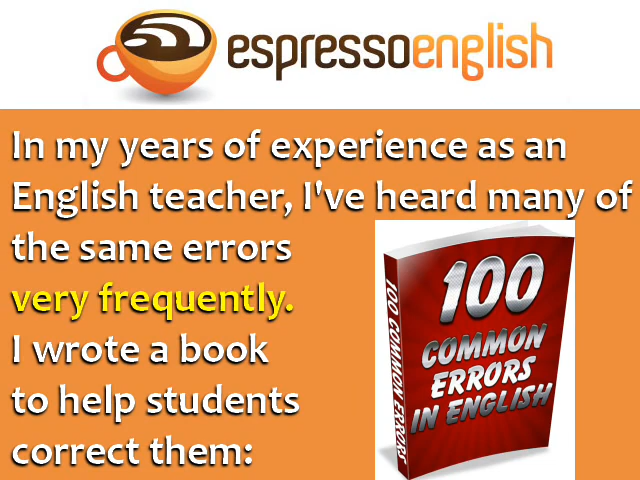 espressoenglish
In my years of experience as an
English teacher, I've heard many of
the same errors
very frequently.
I wrote a book
to help students
correct them:
100
COMMON
ERRORS
IN ENGLISH
100 COMMON ERRORS